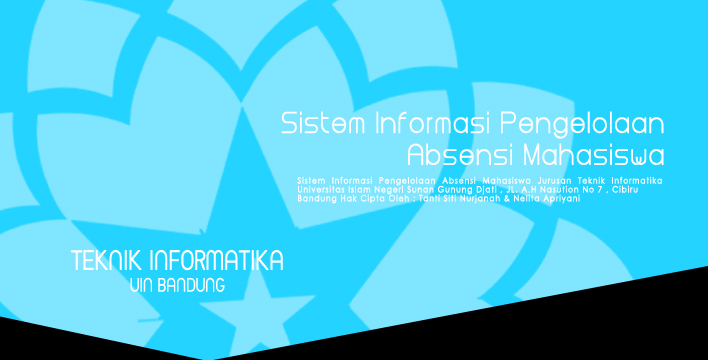 Sistem Informasi Pengelolaan
Absensi Mahasiswa
Sistem Informasi Pengelolaan Absensi Mahasiswa Jurusan Teknik Informatika
Universitas Islam Negeri Sunan Gunung Djati , JL. A.H Nasution No 7 , Cibiru
Bandung Hak Cipta Oleh : Tanti Siti Nurjanah & Nelita Apriyani
TEKNIK INFORMATIKA
UIN BANDUNG